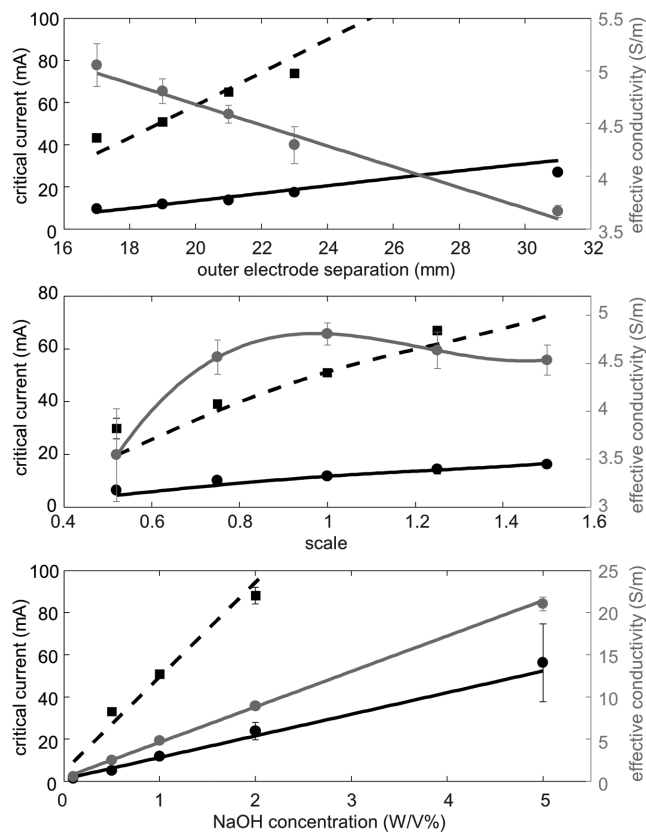 100
80
60
40
20
0
critical current (mA)
5.5
5
4.5
4
3.5
effective conductivity (S/m)
16 18 20 22 24 26 28 30 32
outer electrode separation (mm)
80
60
40
20
0
critical current (mA)
5
4.5
4
3.5
3
effective conductivity (S/m)
0.4 0.6 0.8 1 1.2 1.4 1.6
scale
100
80
60
40
20
0
critical current (mA)
25
20
15
10
5
0
effective conductivity (S/m)
0 1 2 3 4 5
NaOH concentration (W/V%)